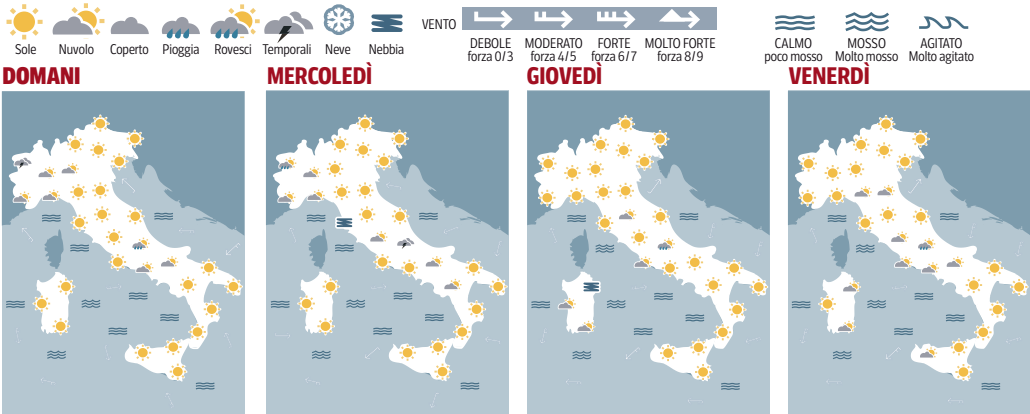 Sole Nuvolo Coperto Pioggia Rovesci Temporali Neve Nebbia
VENTO
DEBOLE
forza 0/3
MODERATO
forza 4/5
FORTE
forza 6/7
MOLTO FORTE
forza 8/9
CALMO
poco mosso
MOSSO
Molto mosso
AGITATO
Molto agitato
DOMANI
MERCOLEDÌ
GIOVEDÌ
VENERDÌ